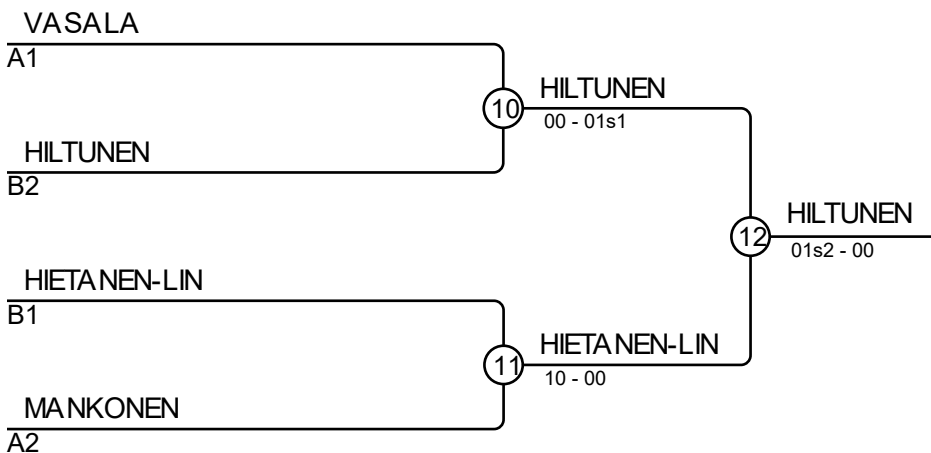 VASALA
A1
10
HILTUNEN
00 - 01s1
HILTUNEN
B2
12
HILTUNEN
01s2 - 00
HIETANEN-LIN
B1
11
HIETANEN-LIN
10 - 00
MANKONEN
A2